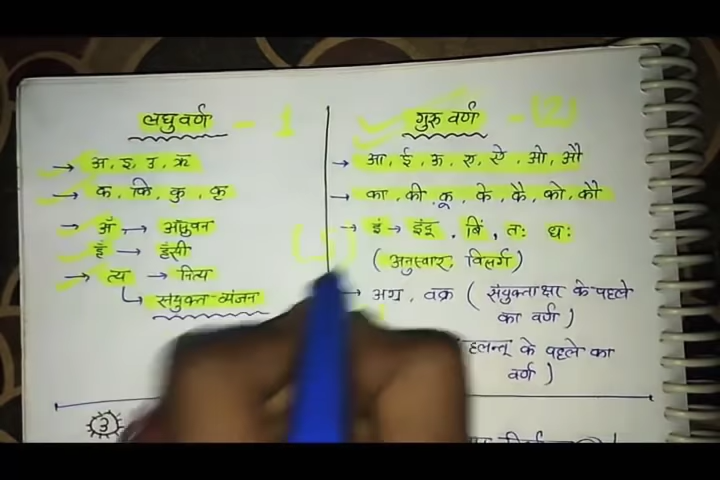 लघु वर्ण - 1
→ अ, इ, उ, ऋ
→ क, कि, कु, कृ
अँ → अँसुवन
हँ → हँसी
→ त्य → नित्य
संयुक्त व्यंजन
गुरु वर्ण - (2)
→ आ, ई, ऊ, ए, ऐ, ओ, औ
→ का, की, कू, के, कै, को, कौ
→ इं → इंदू, बिं, तः धः
(अनुस्वार, विसर्ग)
→ अग्र, वक्र (संयुक्ताक्षर के पहले
का वर्ण)
हलन्त् के पहले का
वर्ण)
③